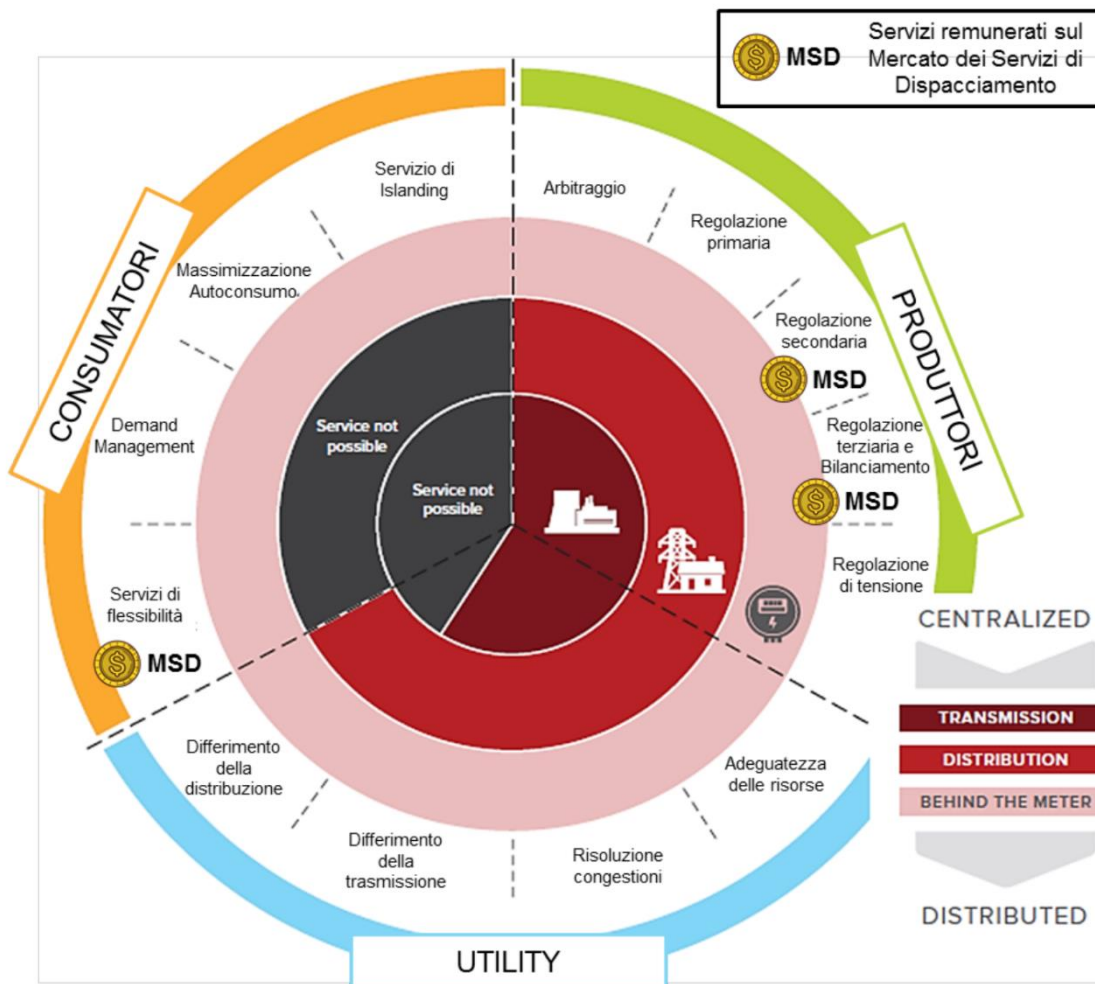 MSD
Servizi remunerati sul
Mercato dei Servizi di
Dispacciamento
CONSUMATORI
PRODUTTORI
UTILITY
Servizio di
Islanding
Arbitraggio
Regolazione
primaria
Massimizzazione
Autoconsumo
Regolazione
secondaria
MSD
Demand
Management
Regolazione
terziaria e
Bilanciamento
MSD
Service not
possible
Service not
possible
Servizi di
flessibilità
MSD
Regolazione
di tensione
Differimento
della
distribuzione
Adeguatezza
delle risorse
Differimento
della
trasmissione
Risoluzione
congestioni
CENTRALIZED
TRANSMISSION
DISTRIBUTION
BEHIND THE METER
DISTRIBUTED